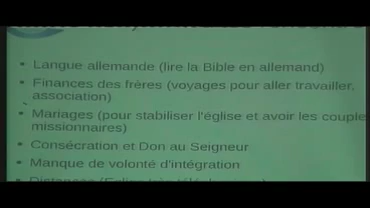 Langue allemande (lire la Bible en allemand)
Finances des frères (voyages pour aller travailler,
association)
Mariages (pour stabiliser l'église et avoir les couple
missionnaires)
Consécration et Don au Seigneur
Manque de volonté d'intégration